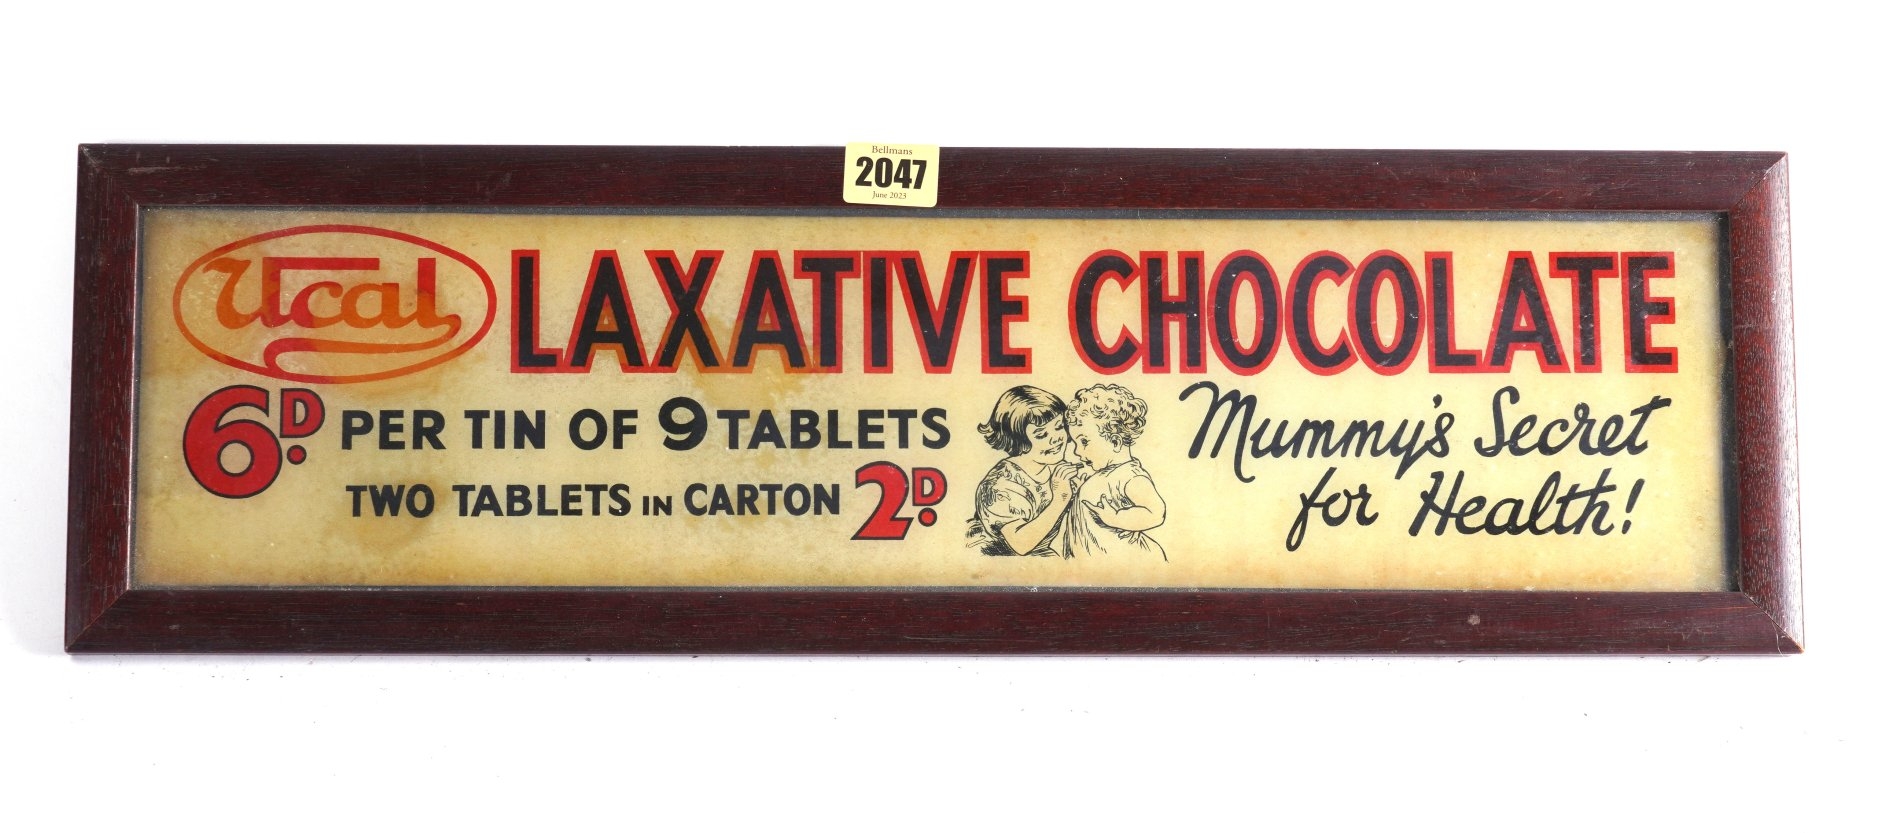 Bellmans
2047
June 2023
Ucal LAXATIVE CHOCOLATE
6D. PER TIN OF 9 TABLETS
TWO TABLETS IN CARTON 2D.
Mummy's Secret
for Health!